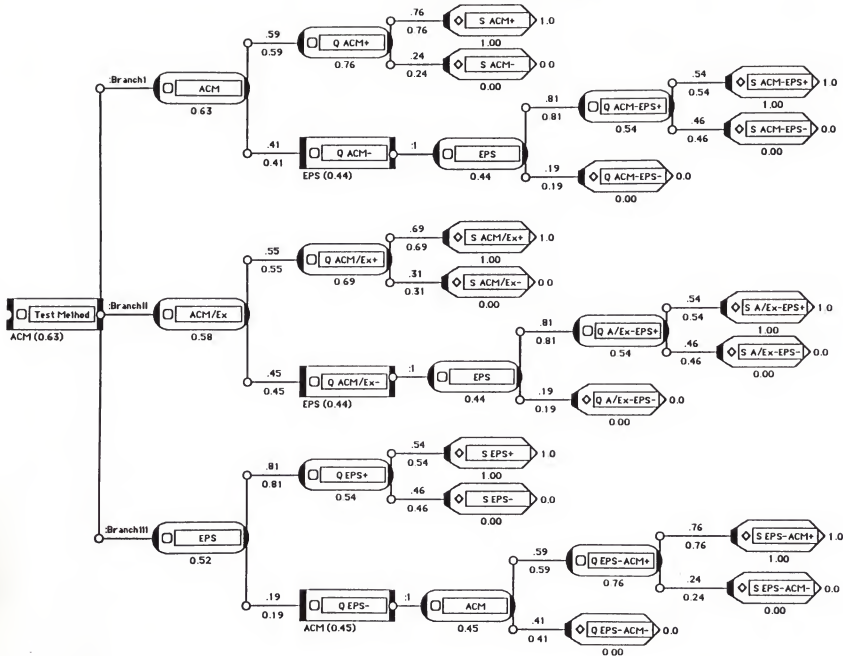 .76
.59 0.76 S ACM+ 1.0
0.59 Q ACM+ 1.00
0.76 .24
0.24 S ACM- 0.0
0.00
:Branch I ACM
0.63
.54
.81 0.54 S ACM-EPS+ 1.0
0.81 Q ACM-EPS+ 1.00
0.54 .46
0.46 S ACM-EPS- 0.0
0.00
.41 :1
0.41 Q ACM- EPS
EPS (0.44) 0.44
.19
0.19 Q ACM-EPS- 0.0
0.00
.69
.55 0.69 S ACM/Ex+ 1.0
0.55 Q ACM/Ex+ 1.00
0.69 .31
0.31 S ACM/Ex- 0.0
0.00
Test Method :Branch II ACM/Ex
ACM (0.63) 0.58
.54
.81 0.54 S A/Ex-EPS+ 1.0
0.81 Q A/Ex-EPS+ 1.00
0.54 .46
0.46 S A/Ex-EPS- 0.0
0.00
.45 :1
0.45 Q ACM/Ex- EPS
EPS (0.44) 0.44
.19
0.19 Q A/Ex-EPS- 0.0
0.00
.54
.81 0.54 S EPS+ 1.0
0.81 Q EPS+ 1.00
0.54 .46
0.46 S EPS- 0.0
0.00
:Branch III EPS
0.52
.76
.59 0.76 S EPS-ACM+ 1.0
0.59 Q EPS-ACM+ 1.00
0.76 .24
0.24 S EPS-ACM- 0.0
0.00
.19 :1
0.19 Q EPS- ACM
ACM (0.45) 0.45
.41
0.41 Q EPS-ACM- 0.0
0.00